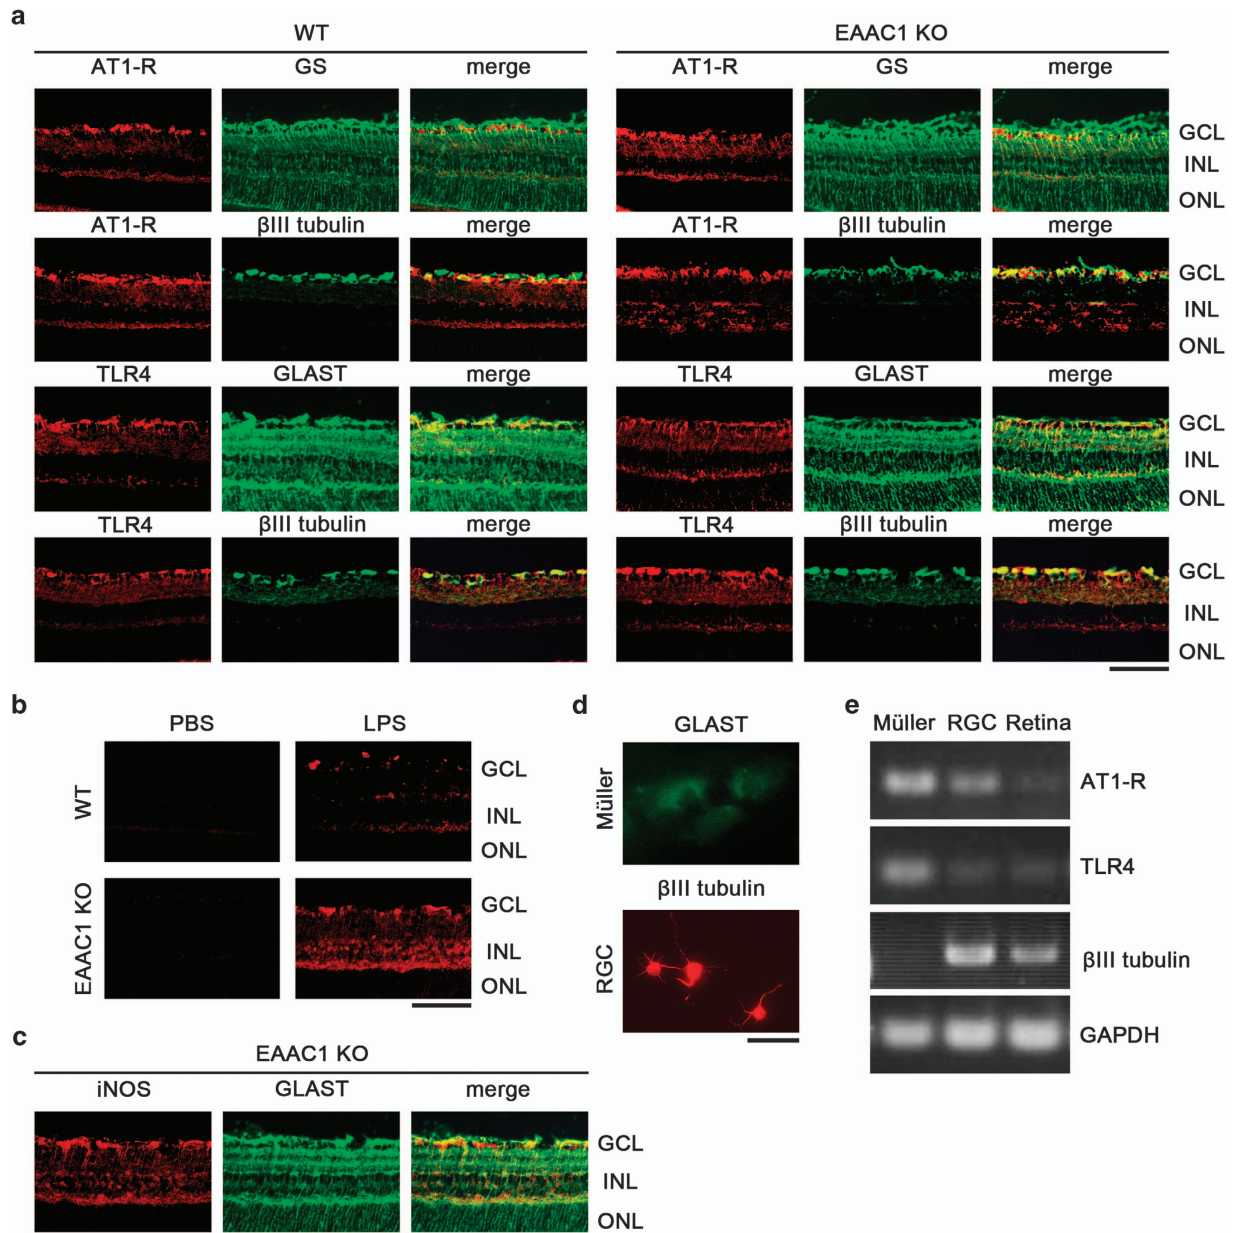 a
WT
EAAC1 KO
AT1-R GS merge AT1-R GS merge
GCL
INL
ONL
AT1-R βIII tubulin merge AT1-R βIII tubulin merge
GCL
INL
ONL
TLR4 GLAST merge TLR4 GLAST merge
GCL
INL
ONL
TLR4 βIII tubulin merge TLR4 βIII tubulin merge
GCL
INL
ONL
b
PBS LPS
WT
GCL
INL
ONL
EAAC1 KO
GCL
INL
ONL
c
EAAC1 KO
iNOS GLAST merge
GCL
INL
ONL
d
GLAST
Müller
βIII tubulin
RGC
e
Müller RGC Retina
AT1-R
TLR4
βIII tubulin
GAPDH